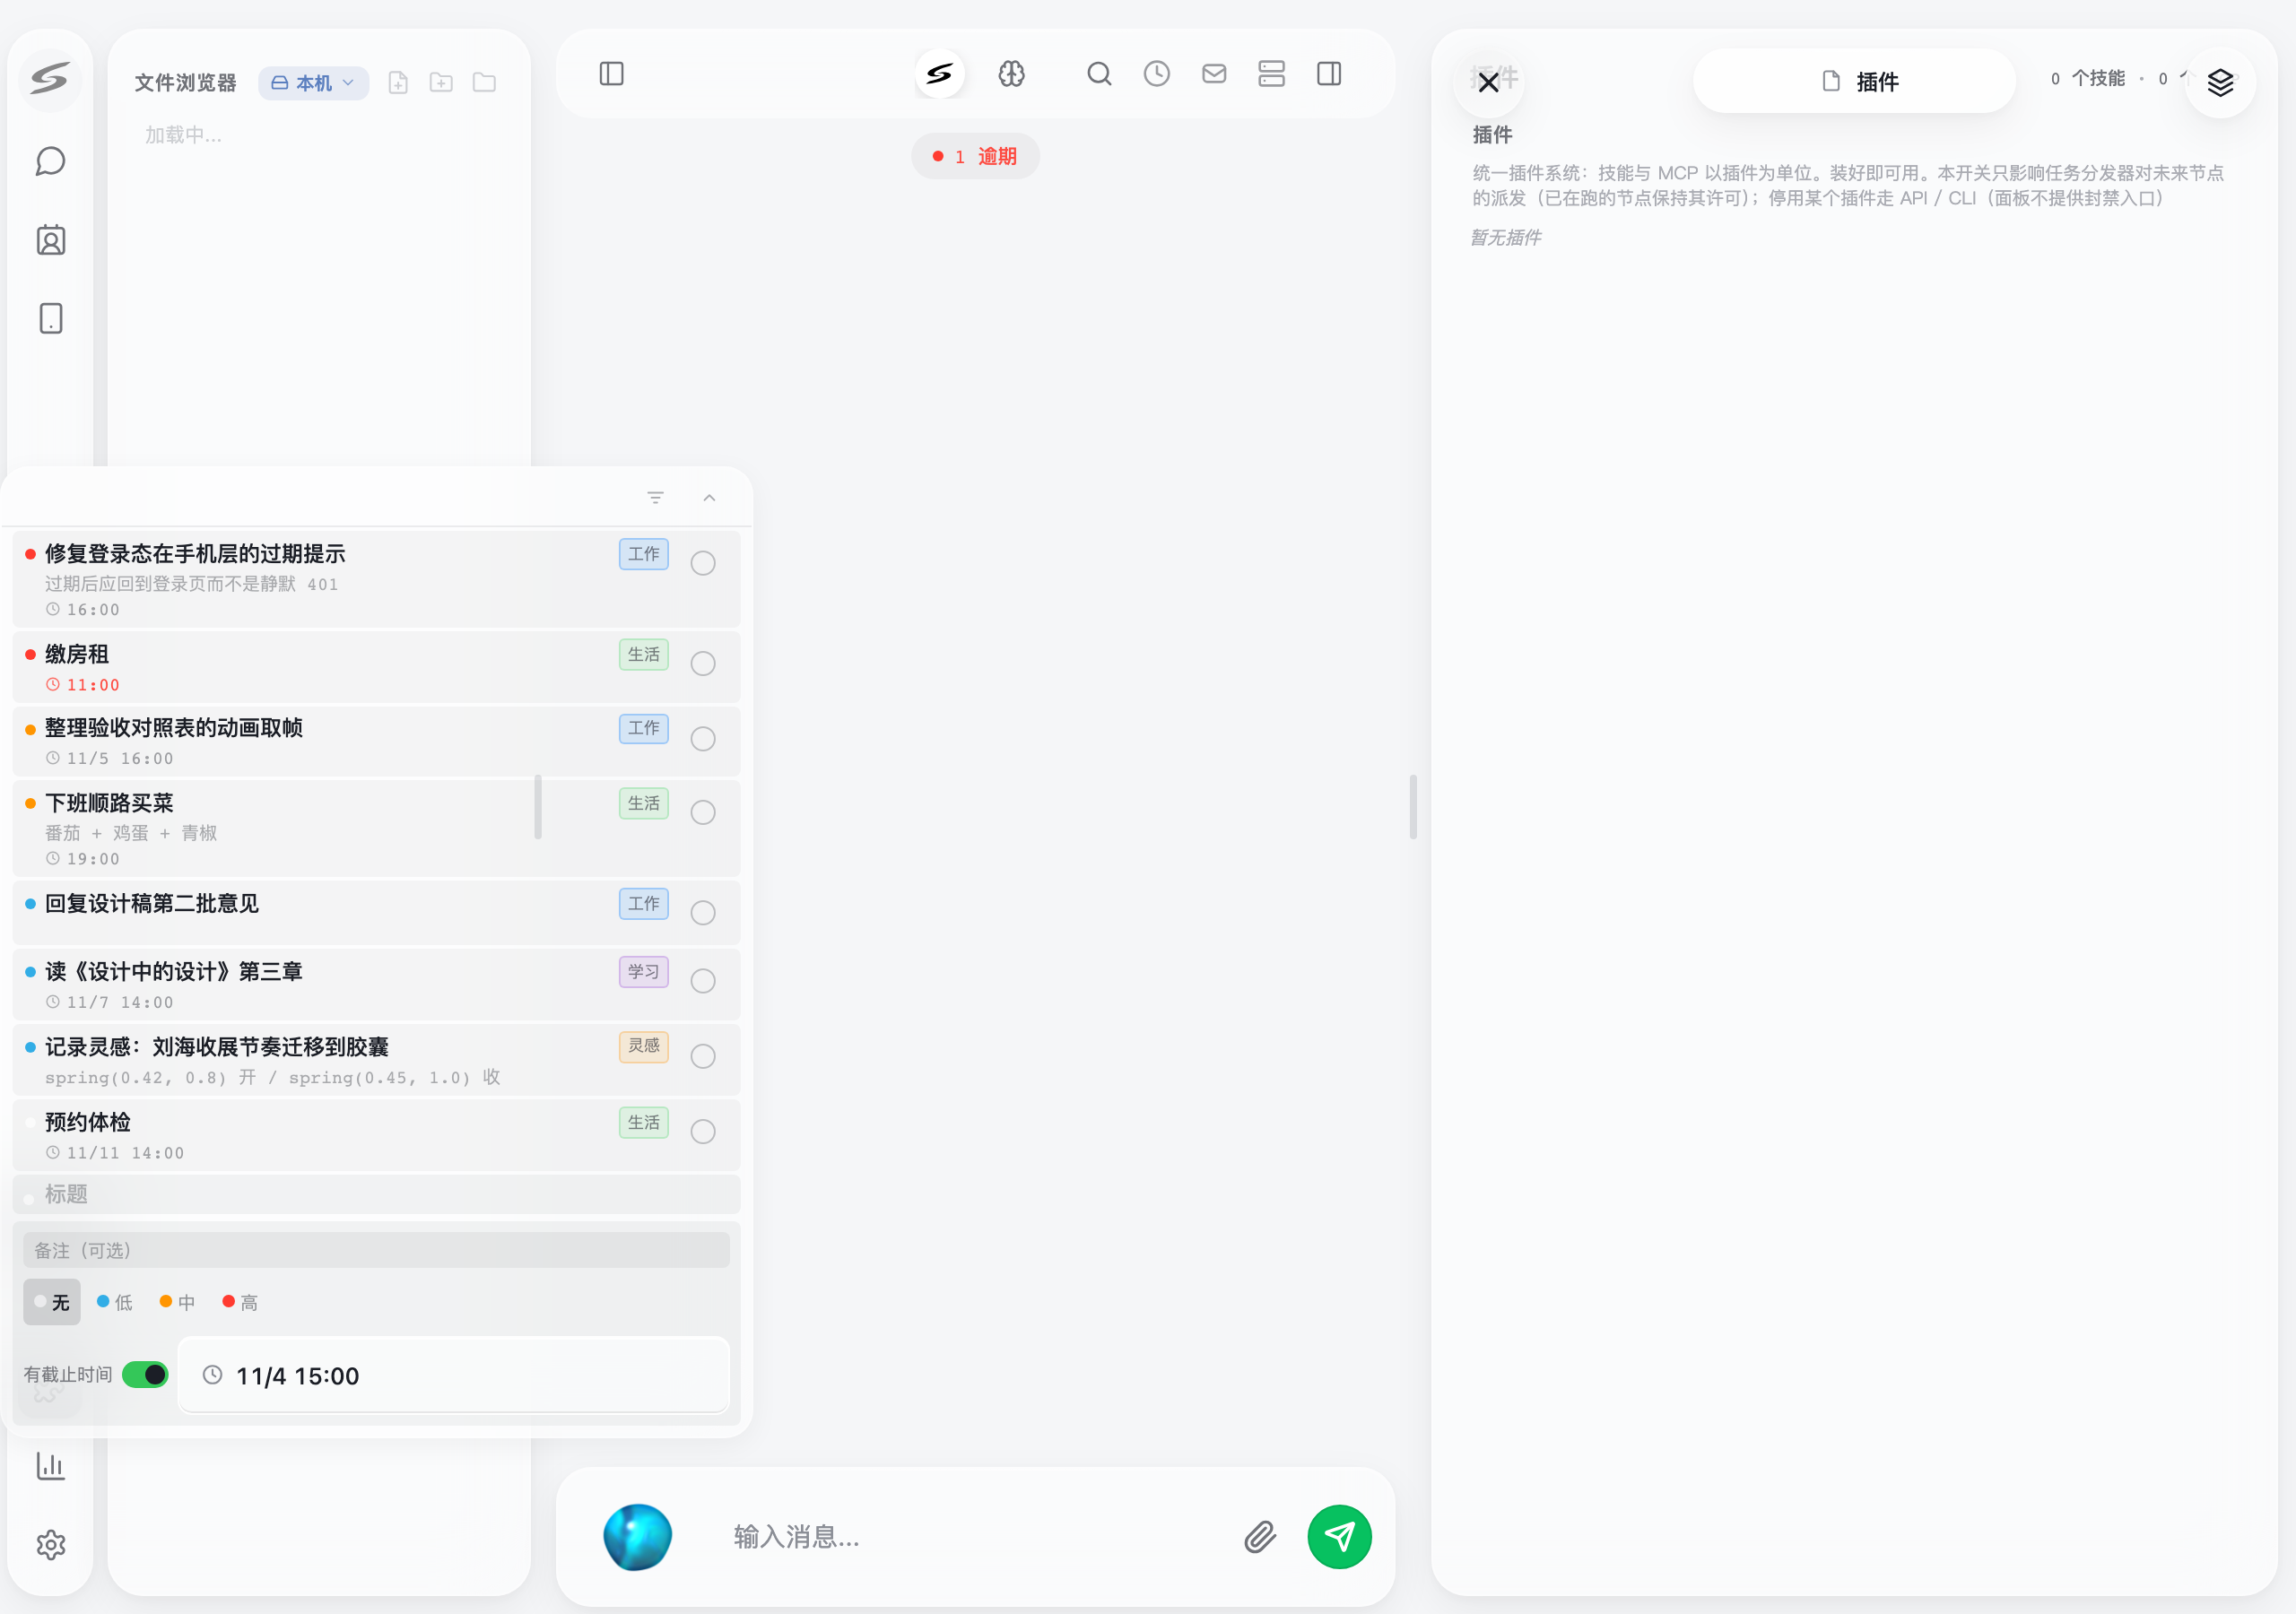 文件浏览器
本机
加载中...
1 逾期
插件
插件
0 个技能 · 0 个
插件
统一插件系统：技能与 MCP 以插件为单位。装好即可用。本开关只影响任务分发器对未来节点
的派发（已在跑的节点保持其许可）；停用某个插件走 API / CLI（面板不提供封禁入口）
暂无插件
修复登录态在手机层的过期提示
工作
过期后应回到登录页而不是静默 401
16:00
缴房租
生活
11:00
整理验收对照表的动画取帧
工作
11/5 16:00
下班顺路买菜
生活
番茄 + 鸡蛋 + 青椒
19:00
回复设计稿第二批意见
工作
读《设计中的设计》第三章
学习
11/7 14:00
记录灵感：刘海收展节奏迁移到胶囊
灵感
spring(0.42, 0.8) 开 / spring(0.45, 1.0) 收
预约体检
生活
11/11 14:00
标题
备注（可选）
无 低 中 高
有截止时间
11/4 15:00
输入消息...